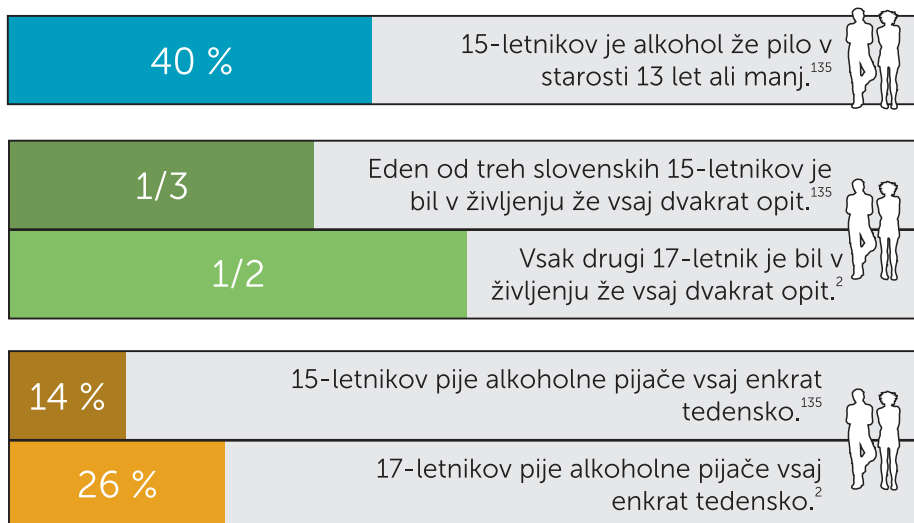 40 %
15-letnikov je alkohol že pilo v
starosti 13 let ali manj.135
1/3
Eden od treh slovenskih 15-letnikov je
bil v življenju že vsaj dvakrat opit.135
1/2
Vsak drugi 17-letnik je bil v
življenju že vsaj dvakrat opit.2
14 %
15-letnikov pije alkoholne pijače vsaj enkrat
tedensko.135
26 %
17-letnikov pije alkoholne pijače vsaj
enkrat tedensko.2